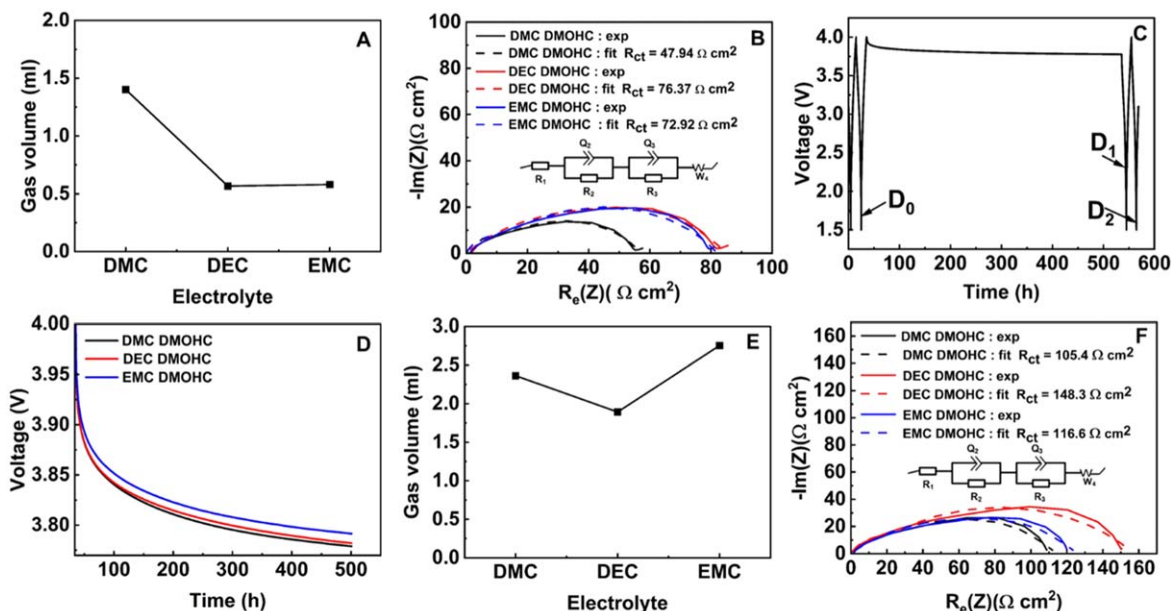 A
Gas volume (ml)
2.0
1.5
1.0
0.5
0.0
DMC DEC EMC
Electrolyte
B
-Im(Z)(Ω cm²)
100
80
60
40
20
0
DMC DMOHC : exp
DMC DMOHC : fit Rct = 47.94 Ω cm²
DEC DMOHC : exp
DEC DMOHC : fit Rct = 76.37 Ω cm²
EMC DMOHC : exp
EMC DMOHC : fit Rct = 72.92 Ω cm²
Q2 Q3
R1 R2 R3 W4
0 20 40 60 80 100
Re(Z)( Ω cm²)
C
Voltage (V)
4.0
3.5
3.0
2.5
2.0
1.5
D0
D1
D2
0 100 200 300 400 500
Time (h)
D
Voltage (V)
4.00
3.95
3.90
3.85
3.80
DMC DMOHC
DEC DMOHC
EMC DMOHC
100 200 300 400 500
Time (h)
E
Gas volume (ml)
3.0
2.5
2.0
1.5
1.0
0.5
0.0
DMC DEC EMC
Electrolyte
F
-Im(Z)(Ω cm²)
160
140
120
100
80
60
40
20
0
DMC DMOHC : exp
DMC DMOHC : fit Rct = 105.4 Ω cm²
DEC DMOHC : exp
DEC DMOHC : fit Rct = 148.3 Ω cm²
EMC DMOHC : exp
EMC DMOHC : fit Rct = 116.6 Ω cm²
Q2 Q3
R1 R2 R3 W4
0 20 40 60 80 100 120 140 160
Re(Z)(Ω cm²)